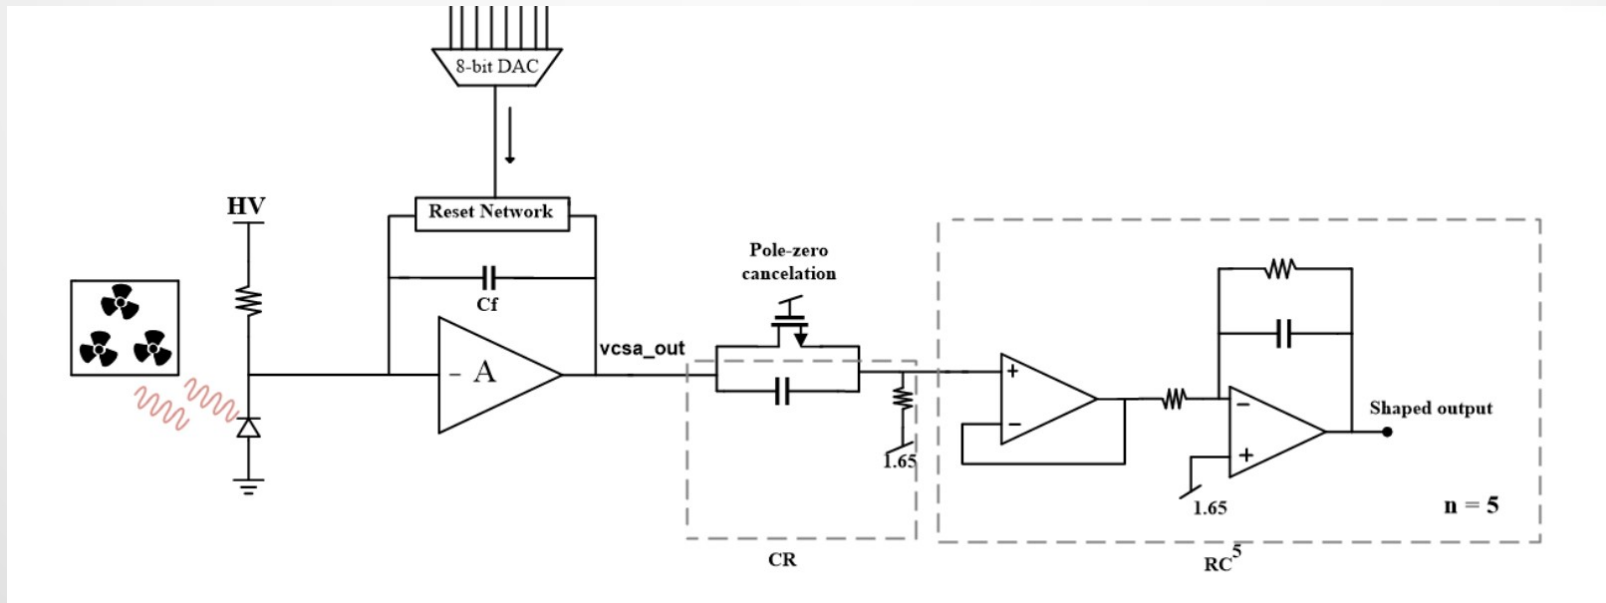 8-bit DAC
HV
Reset Network
Cf
- A
vcsa_out
Pole-zero
cancelation
1.65
CR
+
-
-
+
1.65
Shaped output
n = 5
RC⁵